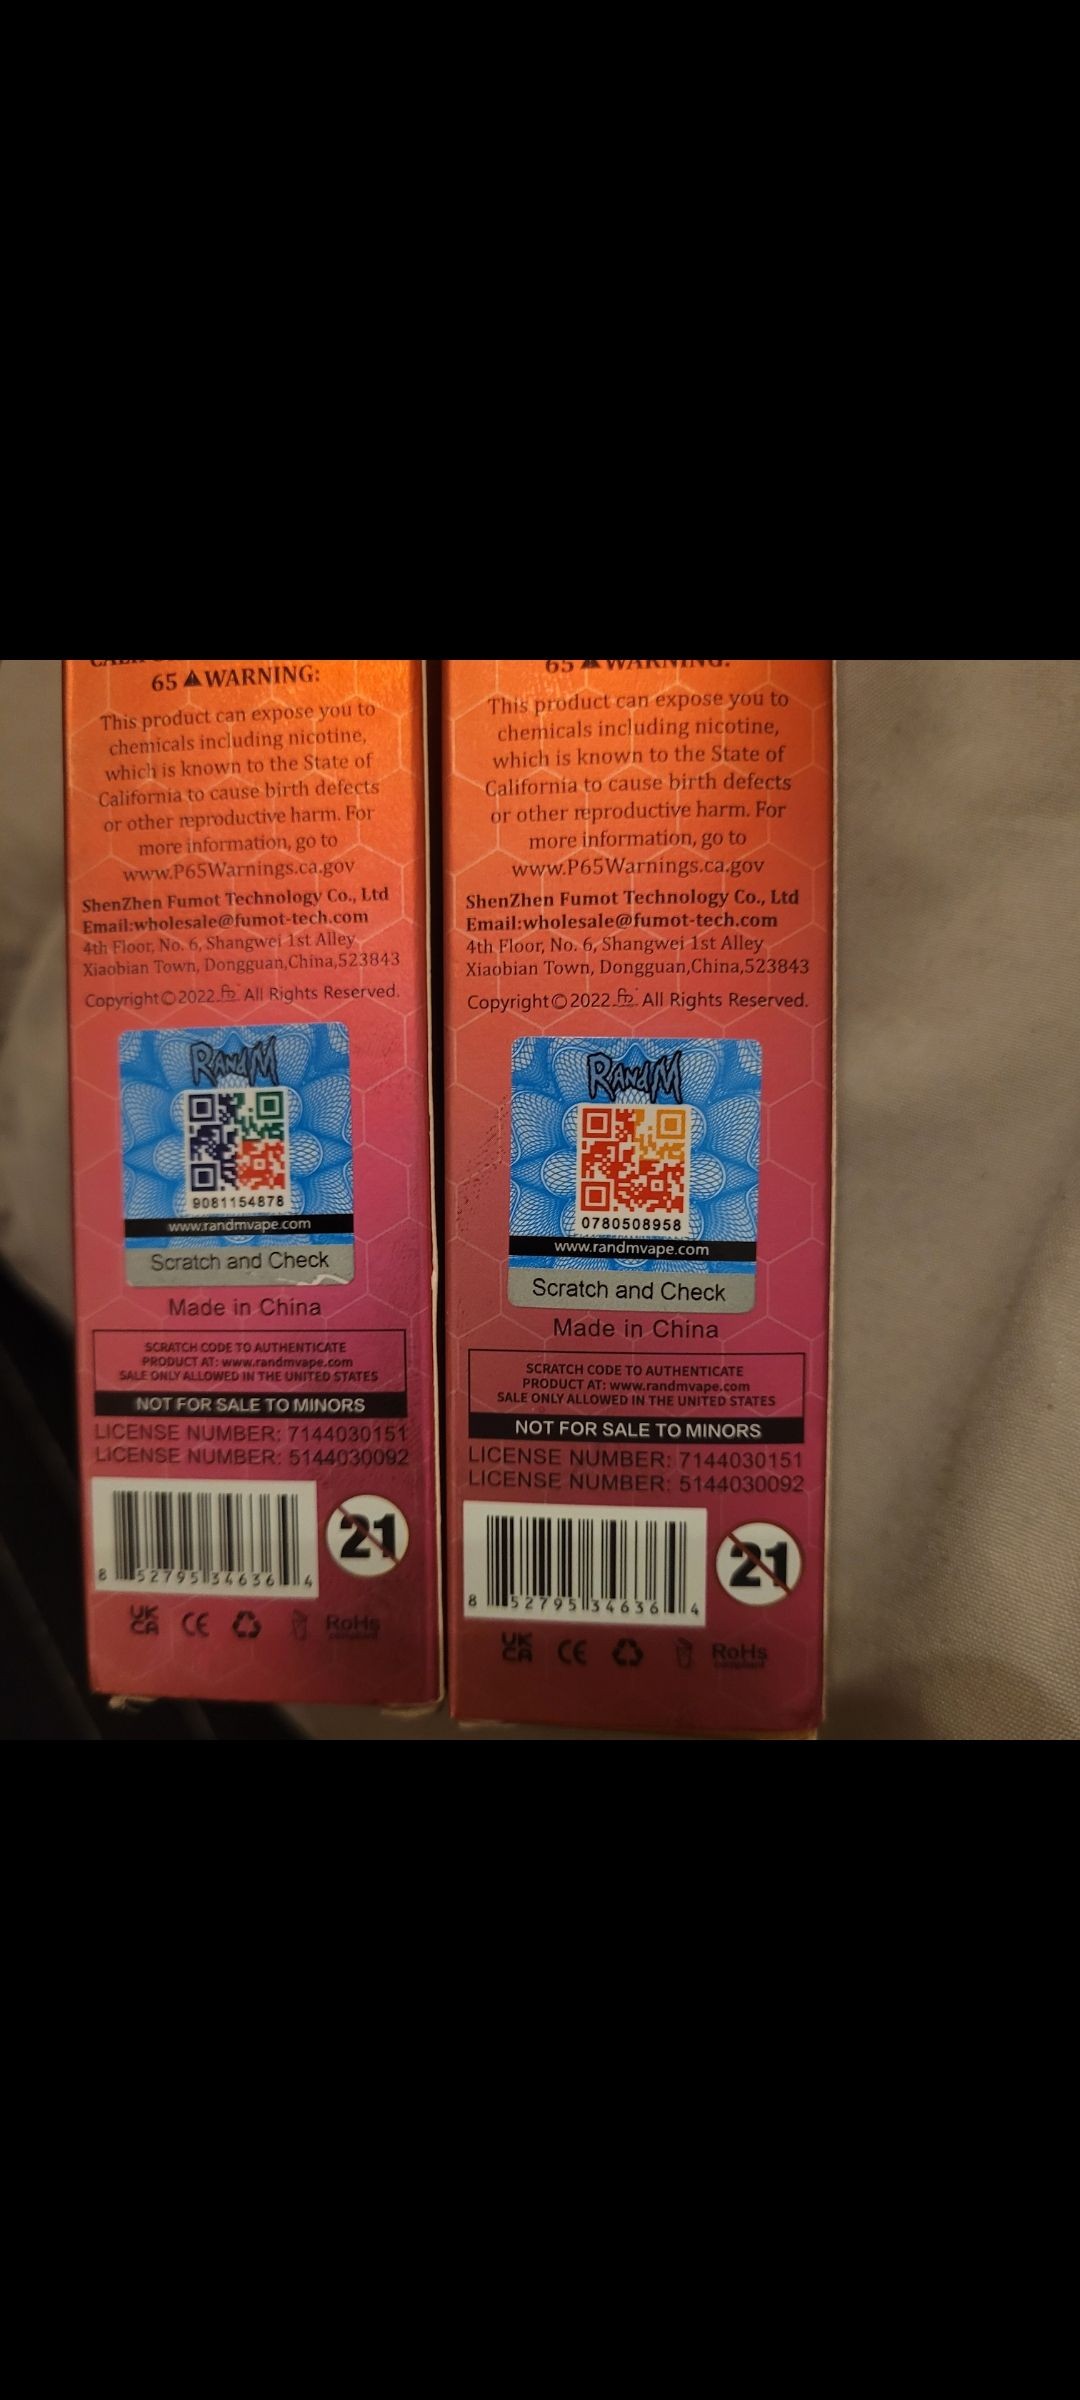 65 ⚠WARNING:
This product can expose you to
chemicals including nicotine,
which is known to the State of
California to cause birth defects
or other reproductive harm. For
more information, go to
www.P65Warnings.ca.gov
ShenZhen Fumot Technology Co., Ltd
Email:wholesale@fumot-tech.com
4th Floor, No. 6, Shangwei 1st Alley
Xiaobian Town, Dongguan,China,523843
Copyright©2022. All Rights Reserved.
RandM
9081154878
www.randmvape.com
Scratch and Check
Made in China
SCRATCH CODE TO AUTHENTICATE
PRODUCT AT: www.randmvape.com
SALE ONLY ALLOWED IN THE UNITED STATES
NOT FOR SALE TO MINORS
LICENSE NUMBER: 7144030151
LICENSE NUMBER: 5144030092
21
8 52795 34636 4
UK
CA
CE
RoHs
compliant
65 ⚠WARNING:
This product can expose you to
chemicals including nicotine,
which is known to the State of
California to cause birth defects
or other reproductive harm. For
more information, go to
www.P65Warnings.ca.gov
ShenZhen Fumot Technology Co., Ltd
Email:wholesale@fumot-tech.com
4th Floor, No. 6, Shangwei 1st Alley
Xiaobian Town, Dongguan,China,523843
Copyright©2022. All Rights Reserved.
RandM
0780508958
www.randmvape.com
Scratch and Check
Made in China
SCRATCH CODE TO AUTHENTICATE
PRODUCT AT: www.randmvape.com
SALE ONLY ALLOWED IN THE UNITED STATES
NOT FOR SALE TO MINORS
LICENSE NUMBER: 7144030151
LICENSE NUMBER: 5144030092
21
8 52795 34636 4
UK
CA
CE
RoHs
compliant